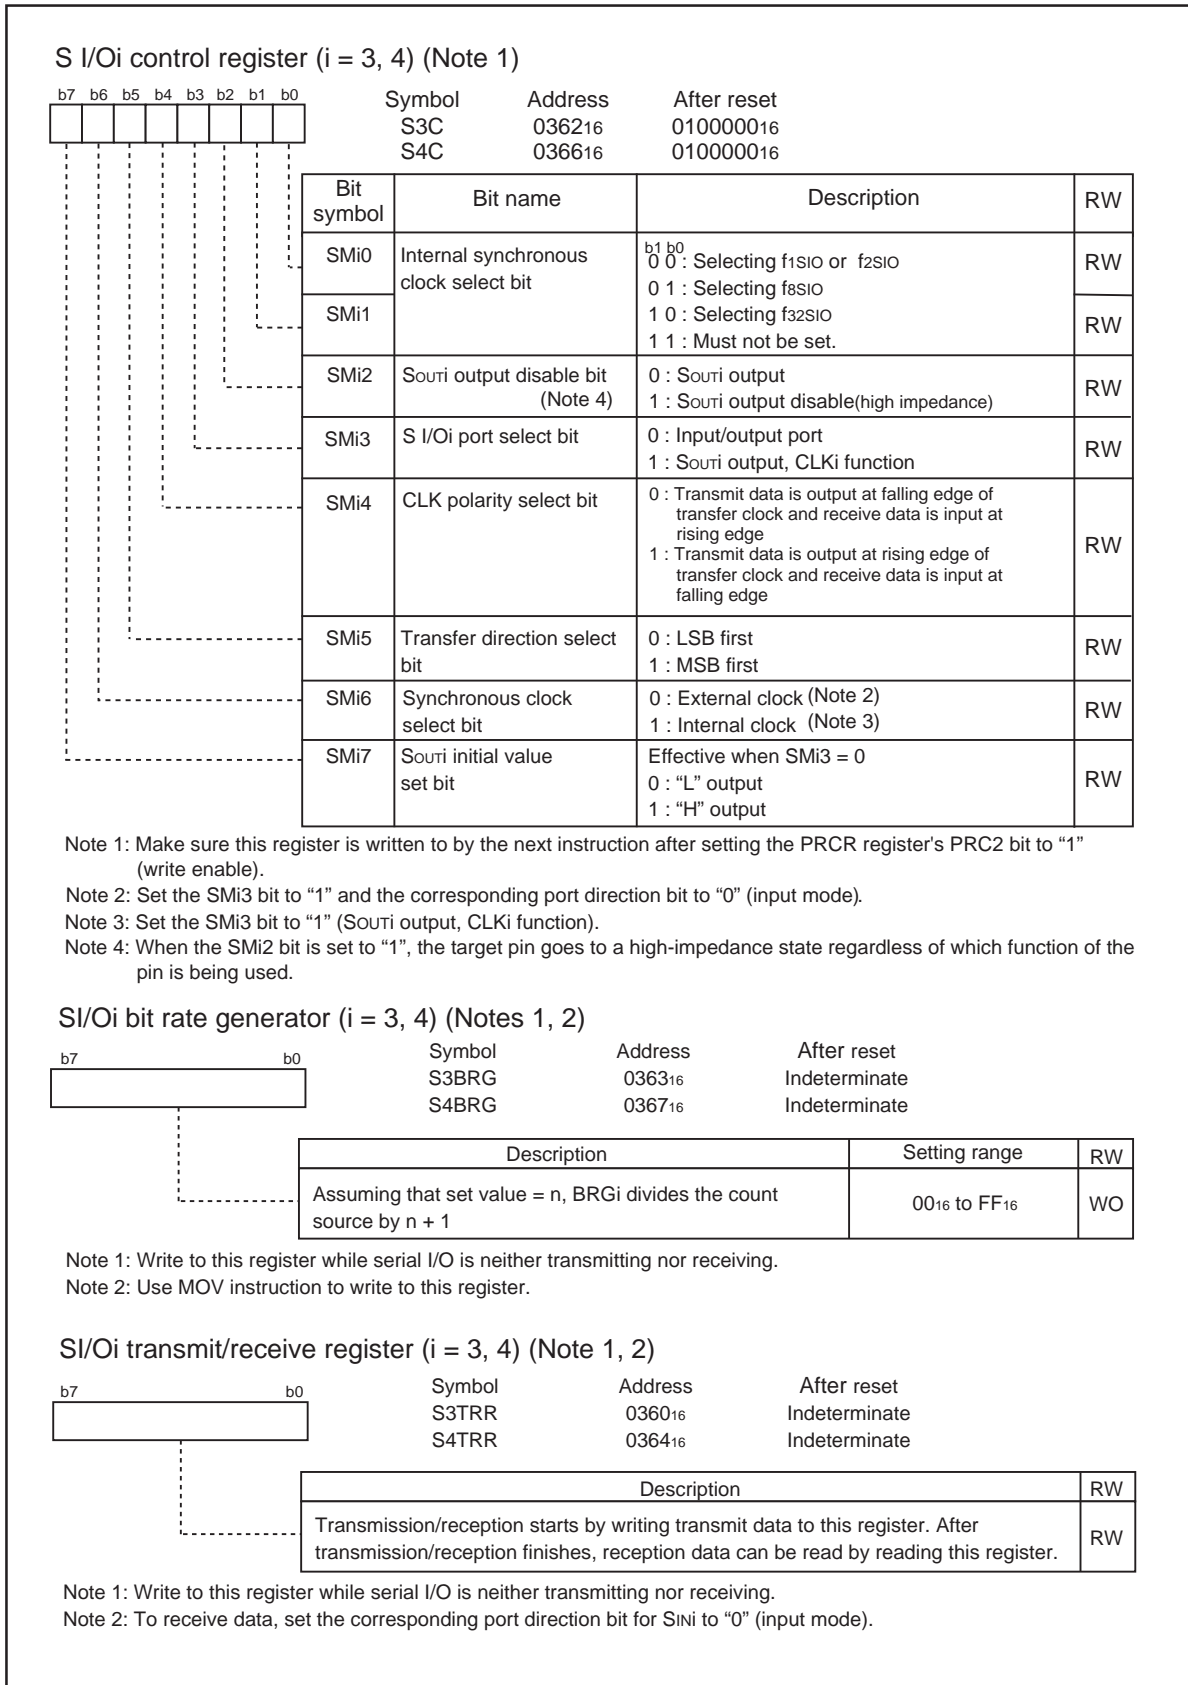 S I/Oi control register (i = 3, 4) (Note 1)
b7 b6 b5 b4 b3 b2 b1 b0
Symbol Address After reset
S3C 036216 0100000016
S4C 036616 0100000016
Bit symbol Bit name Description RW
SMi0 Internal synchronous clock select bit
b1 b0
0 0 : Selecting f1SIO or f2SIO RW
0 1 : Selecting f8SIO
SMi1 1 0 : Selecting f32SIO RW
1 1 : Must not be set.
SMi2 SOUTi output disable bit 0 : SOUTi output RW
(Note 4) 1 : SOUTi output disable(high impedance)
SMi3 S I/Oi port select bit 0 : Input/output port RW
1 : SOUTi output, CLKi function
SMi4 CLK polarity select bit 0 : Transmit data is output at falling edge of
transfer clock and receive data is input at
rising edge
1 : Transmit data is output at rising edge of RW
transfer clock and receive data is input at
falling edge
SMi5 Transfer direction select 0 : LSB first RW
bit 1 : MSB first
SMi6 Synchronous clock 0 : External clock (Note 2) RW
select bit 1 : Internal clock (Note 3)
SMi7 SOUTi initial value Effective when SMi3 = 0
set bit 0 : “L” output RW
1 : “H” output
Note 1: Make sure this register is written to by the next instruction after setting the PRCR register's PRC2 bit to “1”
(write enable).
Note 2: Set the SMi3 bit to “1” and the corresponding port direction bit to “0” (input mode).
Note 3: Set the SMi3 bit to “1” (SOUTi output, CLKi function).
Note 4: When the SMi2 bit is set to “1”, the target pin goes to a high-impedance state regardless of which function of the
pin is being used.
SI/Oi bit rate generator (i = 3, 4) (Notes 1, 2)
b7 b0
Symbol Address After reset
S3BRG 036316 Indeterminate
S4BRG 036716 Indeterminate
Description Setting range RW
Assuming that set value = n, BRGi divides the count 0016 to FF16 WO
source by n + 1
Note 1: Write to this register while serial I/O is neither transmitting nor receiving.
Note 2: Use MOV instruction to write to this register.
SI/Oi transmit/receive register (i = 3, 4) (Note 1, 2)
b7 b0
Symbol Address After reset
S3TRR 036016 Indeterminate
S4TRR 036416 Indeterminate
Description RW
Transmission/reception starts by writing transmit data to this register. After RW
transmission/reception finishes, reception data can be read by reading this register.
Note 1: Write to this register while serial I/O is neither transmitting nor receiving.
Note 2: To receive data, set the corresponding port direction bit for SINi to “0” (input mode).